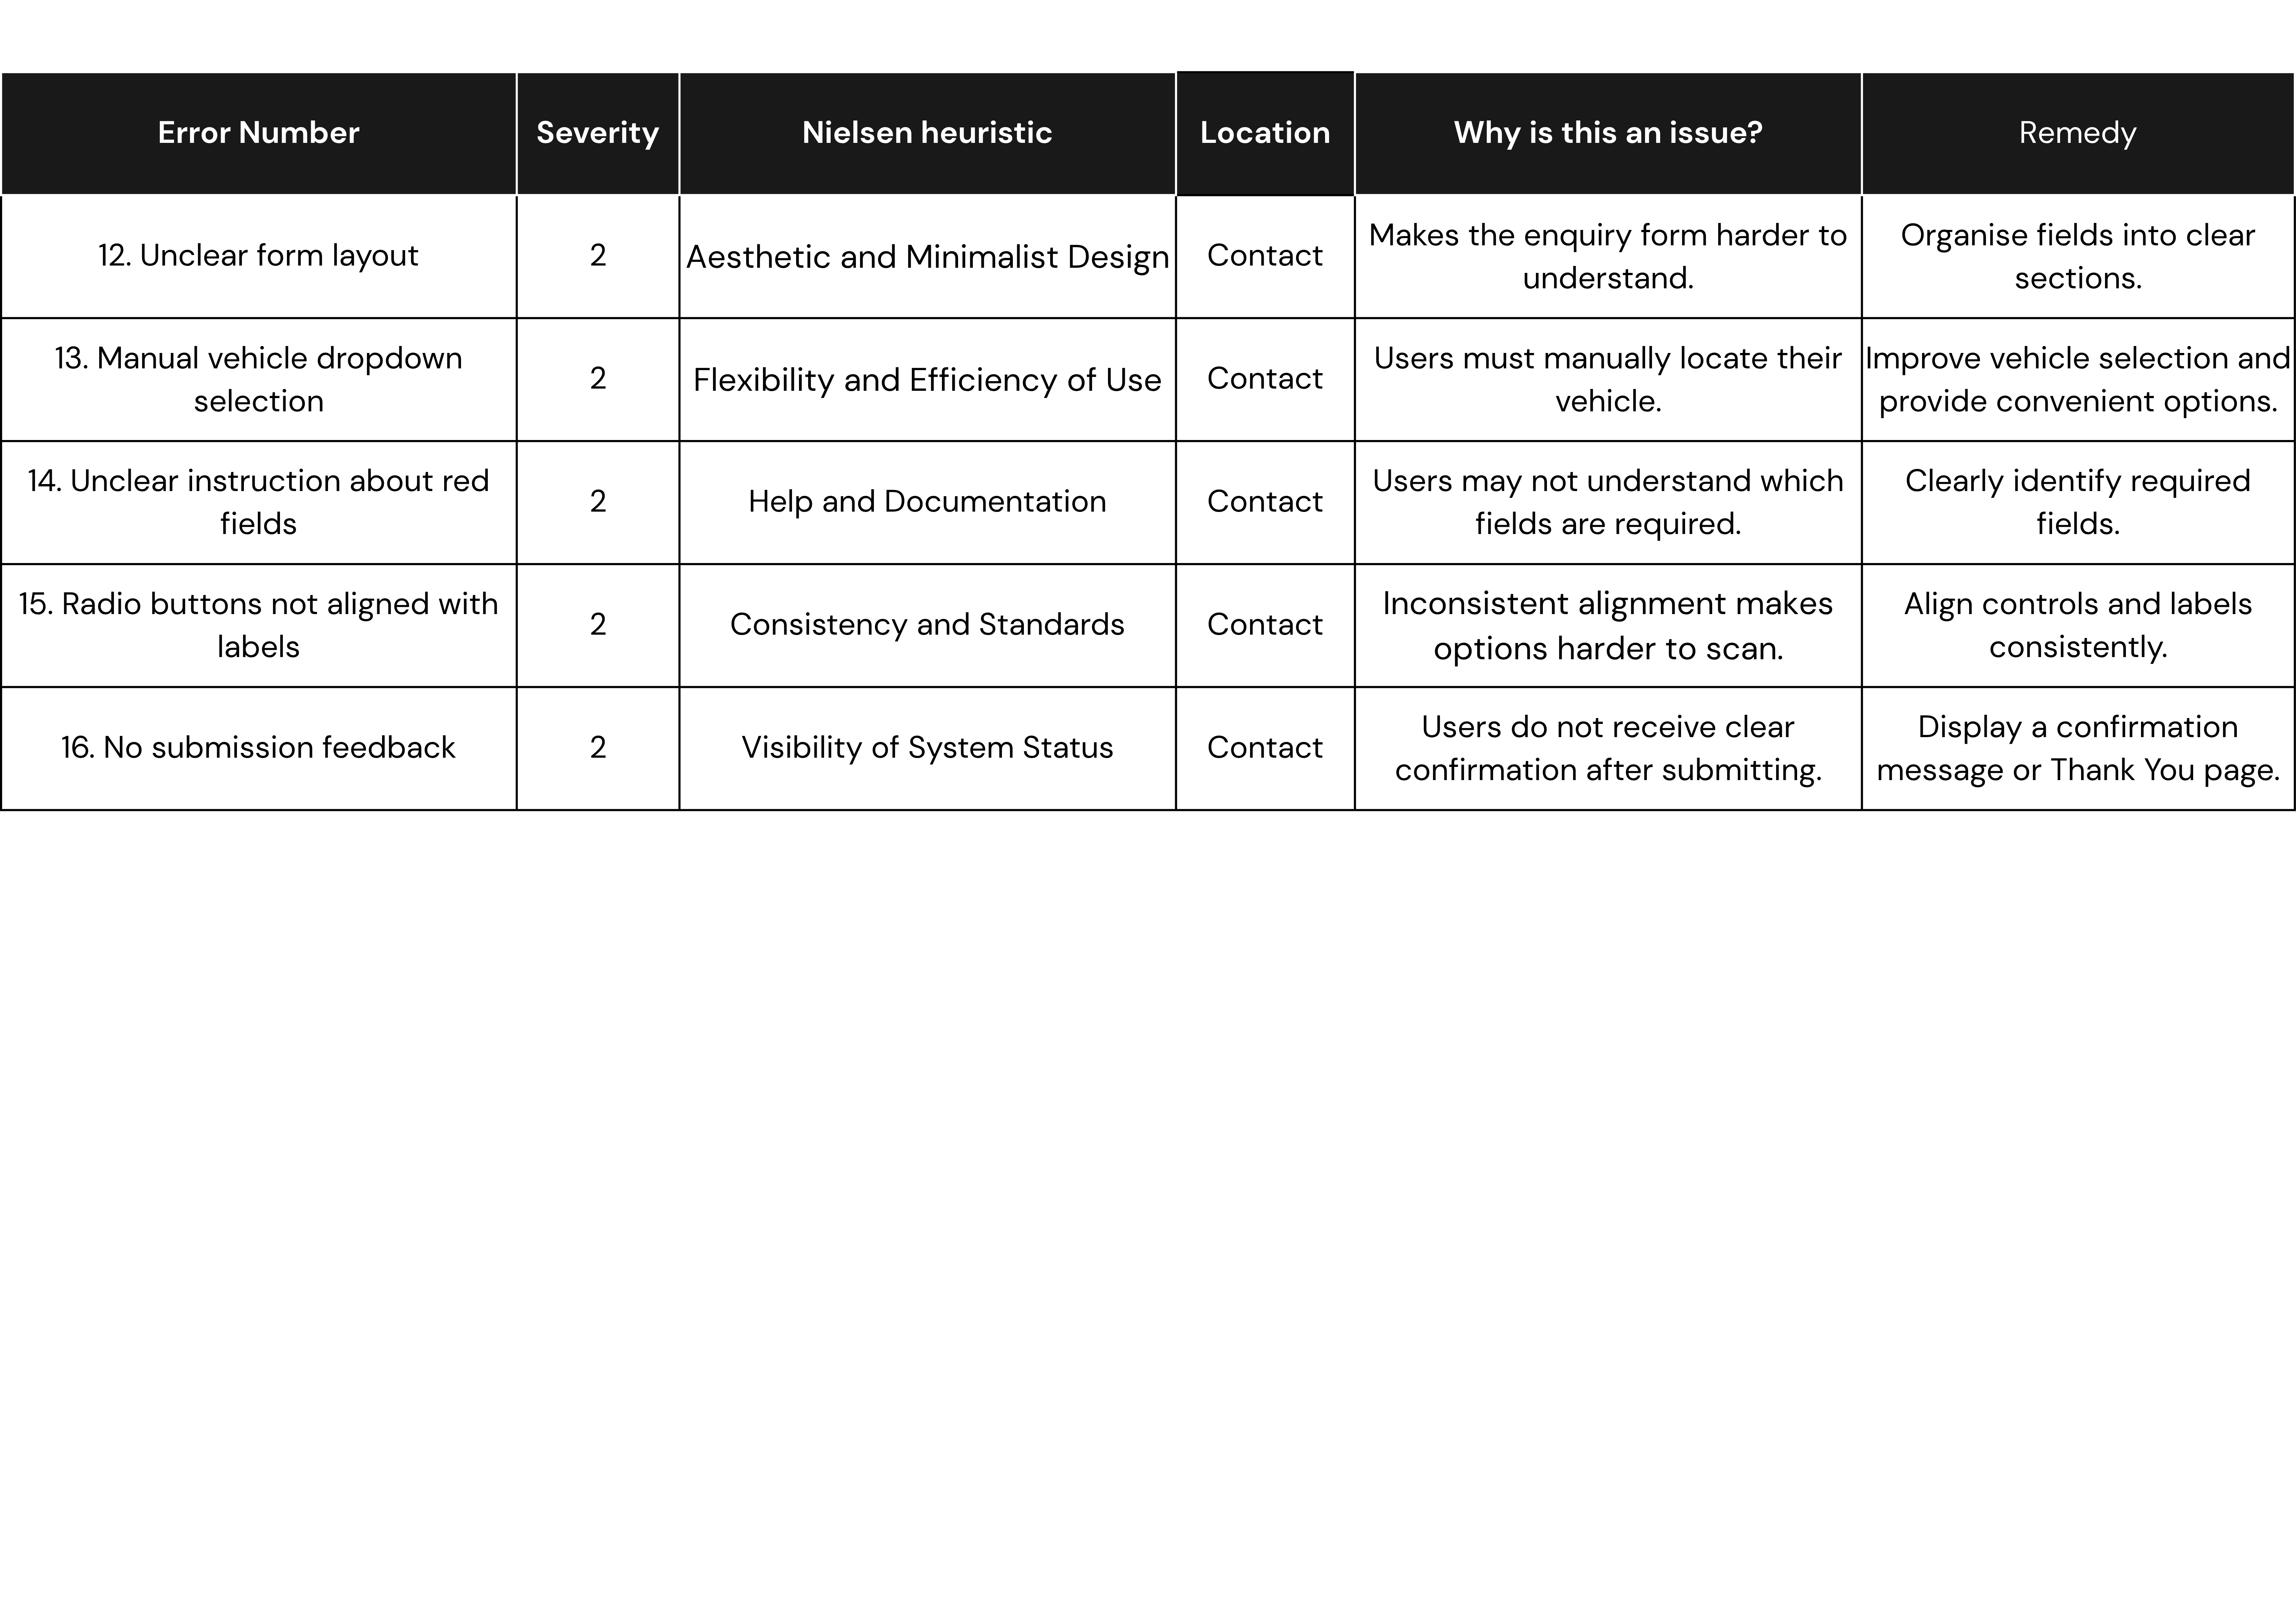 Error Number Severity Nielsen heuristic Location Why is this an issue? Remedy
12. Unclear form layout 2 Aesthetic and Minimalist Design Contact Makes the enquiry form harder to understand. Organise fields into clear sections.
13. Manual vehicle dropdown selection 2 Flexibility and Efficiency of Use Contact Users must manually locate their vehicle. Improve vehicle selection and provide convenient options.
14. Unclear instruction about red fields 2 Help and Documentation Contact Users may not understand which fields are required. Clearly identify required fields.
15. Radio buttons not aligned with labels 2 Consistency and Standards Contact Inconsistent alignment makes options harder to scan. Align controls and labels consistently.
16. No submission feedback 2 Visibility of System Status Contact Users do not receive clear confirmation after submitting. Display a confirmation message or Thank You page.